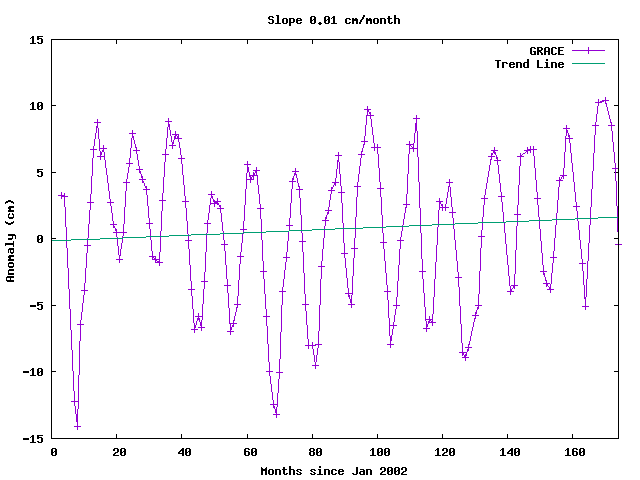 Slope 0.01 cm/month
15
GRACE
Trend Line
10
5
0
-5
-10
-15
Anomaly (cm)
0 20 40 60 80 100 120 140 160
Months since Jan 2002